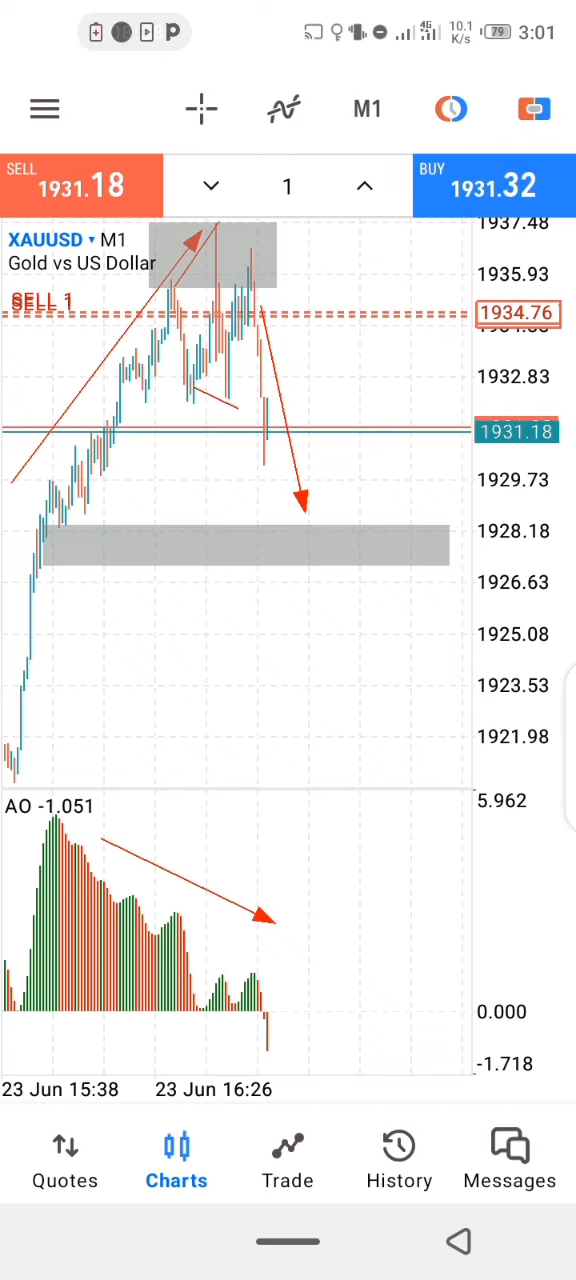 4G 10.1 K/s 79 3:01
M1
SELL 1931.18
1
BUY 1931.32
XAUUSD M1
Gold vs US Dollar
SELL 1
1937.48
1935.93
1934.76
1932.83
1931.18
1929.73
1928.18
1926.63
1925.08
1923.53
1921.98
AO -1.051
5.962
0.000
-1.718
23 Jun 15:38 23 Jun 16:26
Quotes Charts Trade History Messages